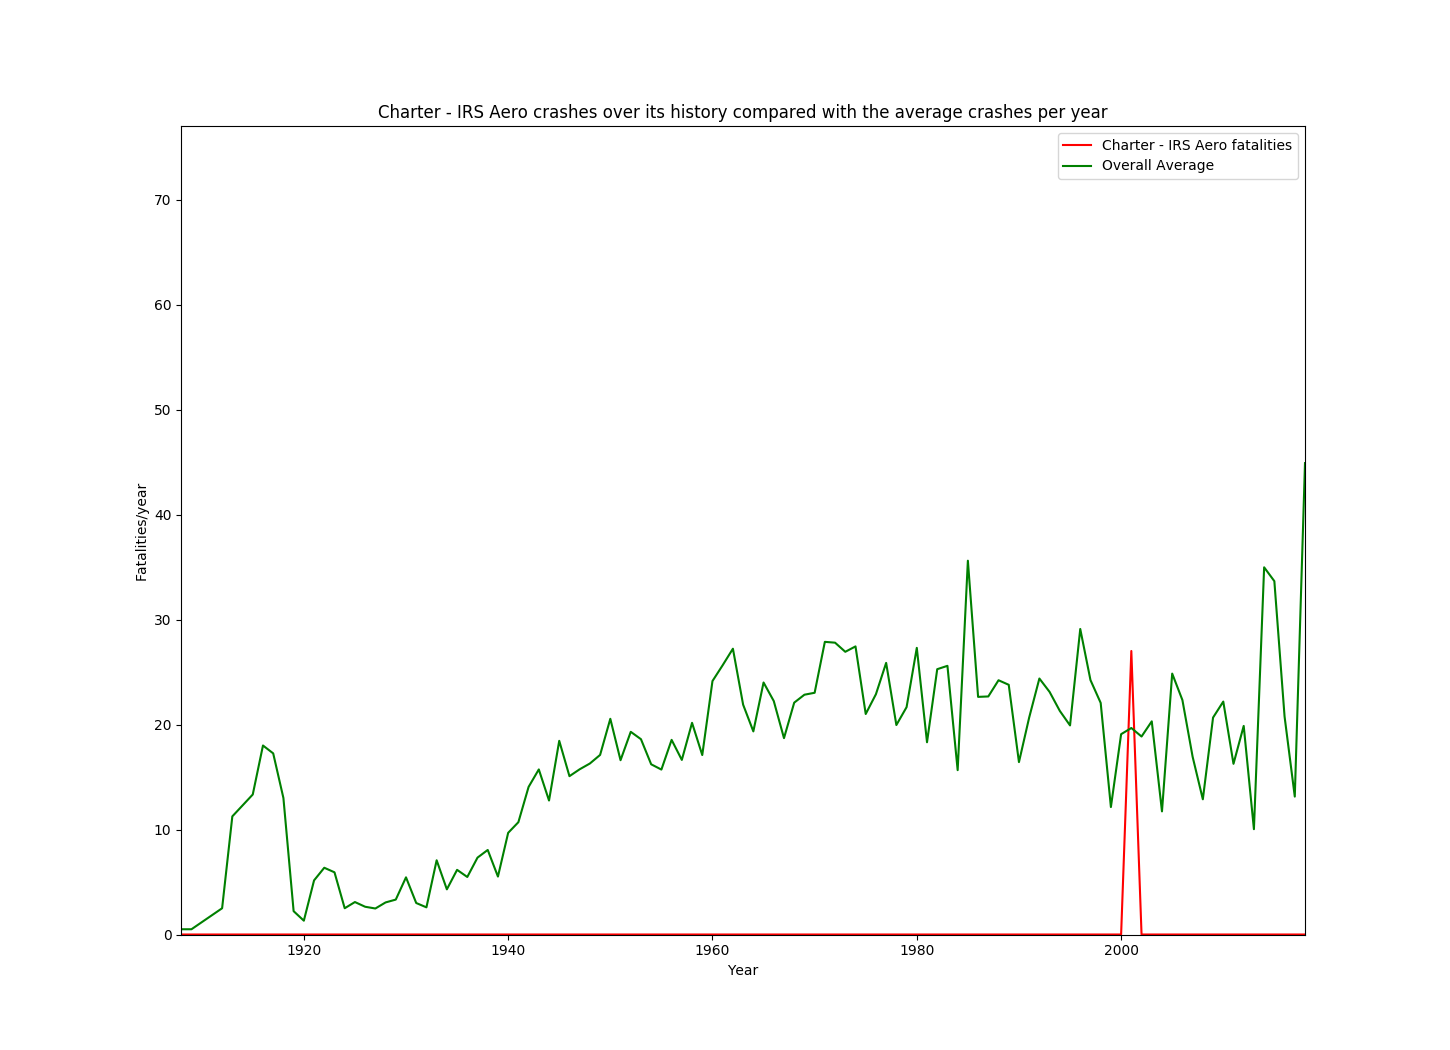 Charter - IRS Aero crashes over its history compared with the average crashes per year
Charter - IRS Aero fatalities
Overall Average
70
60
50
40
30
20
10
0
Fatalities/year
1920 1940 1960 1980 2000
Year